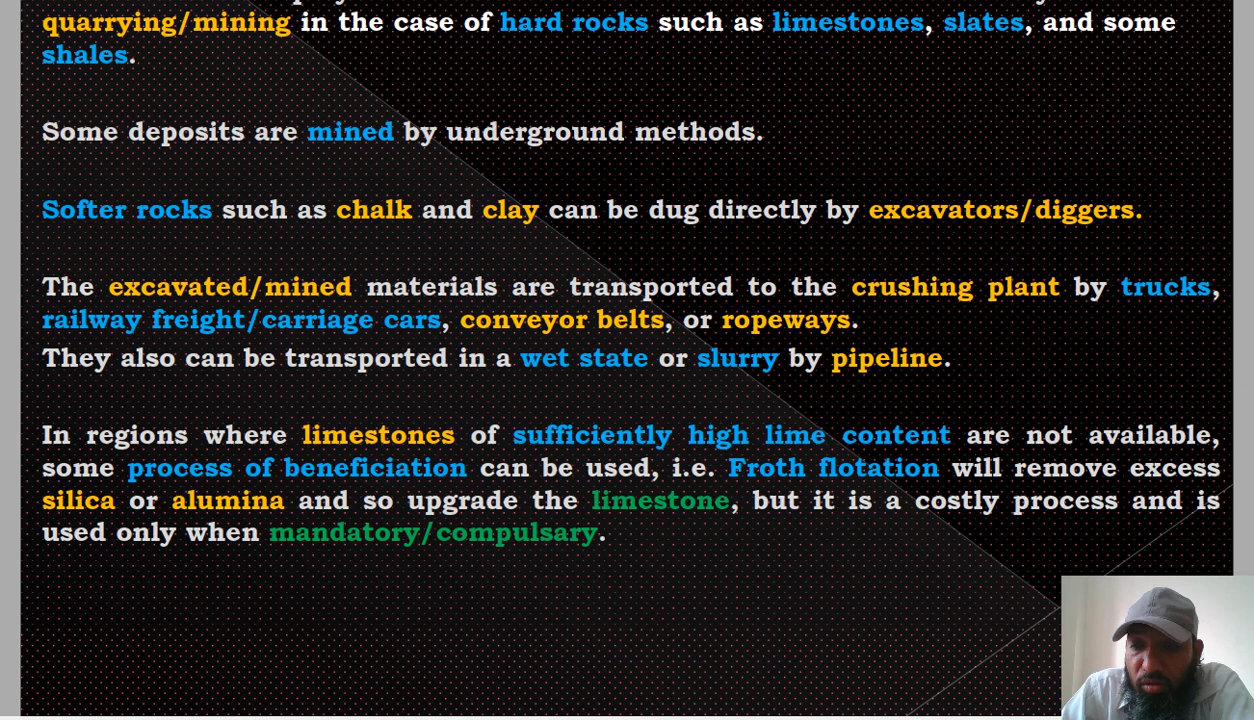 quarrying/mining in the case of hard rocks such as limestones, slates, and some
shales.
Some deposits are mined by underground methods.
Softer rocks such as chalk and clay can be dug directly by excavators/diggers.
The excavated/mined materials are transported to the crushing plant by trucks,
railway freight/carriage cars, conveyor belts, or ropeways.
They also can be transported in a wet state or slurry by pipeline.
In regions where limestones of sufficiently high lime content are not available,
some process of beneficiation can be used, i.e. Froth flotation will remove excess
silica or alumina and so upgrade the limestone, but it is a costly process and is
used only when mandatory/compulsary.